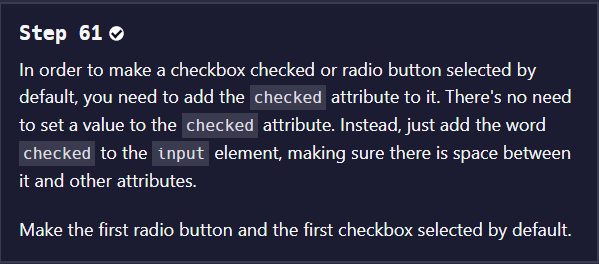 Step 61
In order to make a checkbox checked or radio button selected by
default, you need to add the checked attribute to it. There's no need
to set a value to the checked attribute. Instead, just add the word
checked to the input element, making sure there is space between
it and other attributes.
Make the first radio button and the first checkbox selected by default.